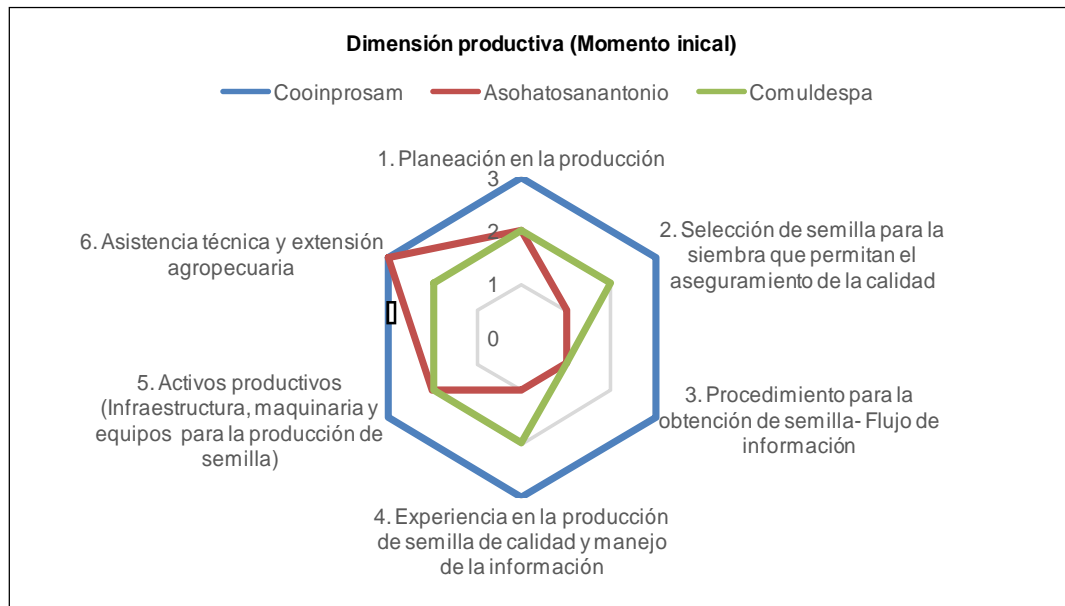 Dimensión productiva (Momento inical)
Cooinprosam Asohatosanantonio Comuldespa
1. Planeación en la producción
3
2
1
0
2. Selección de semilla para la
siembra que permitan el
aseguramiento de la calidad
3. Procedimiento para la
obtención de semilla- Flujo de
información
4. Experiencia en la producción
de semilla de calidad y manejo
de la información
5. Activos productivos
(Infraestructura, maquinaria y
equipos para la producción de
semilla)
6. Asistencia técnica y extensión
agropecuaria